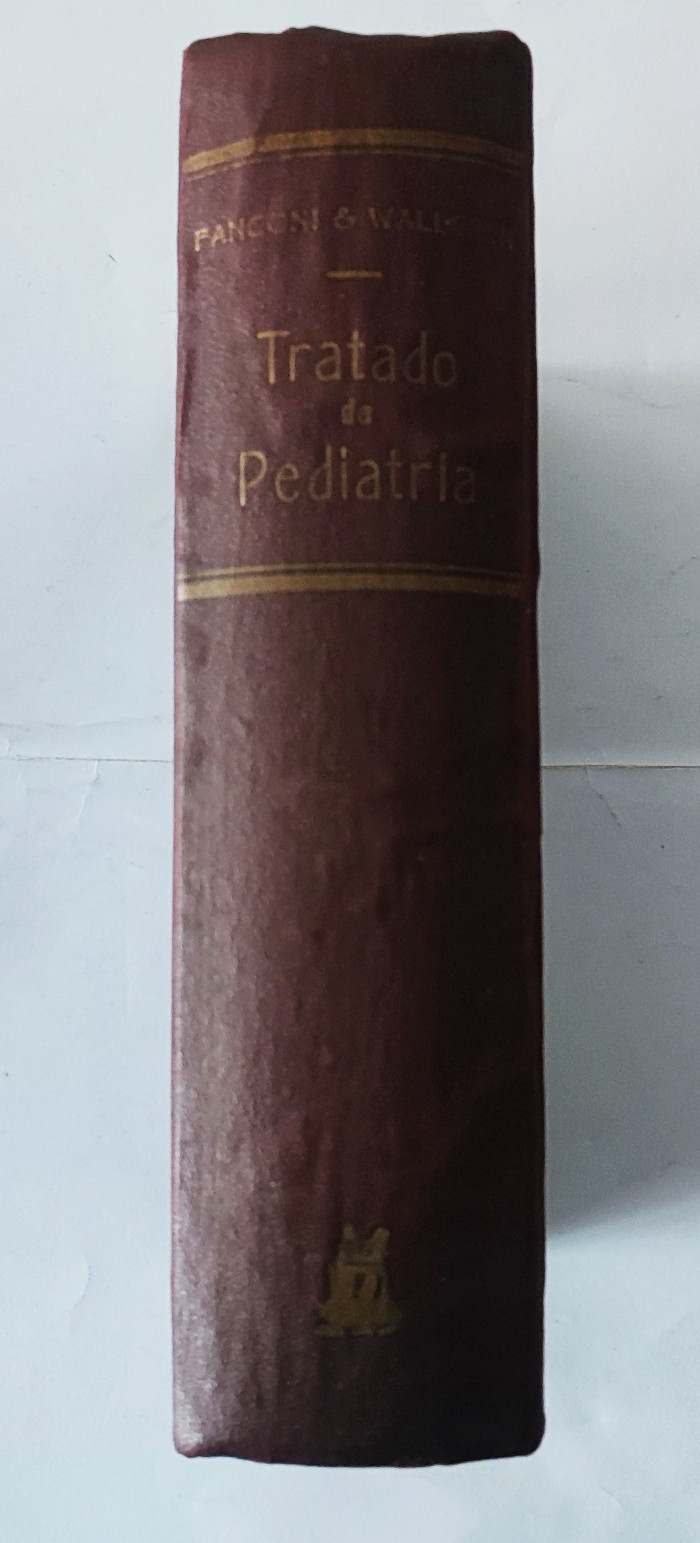 FANCONI & WALLGREN
Tratado
de
Pediatria